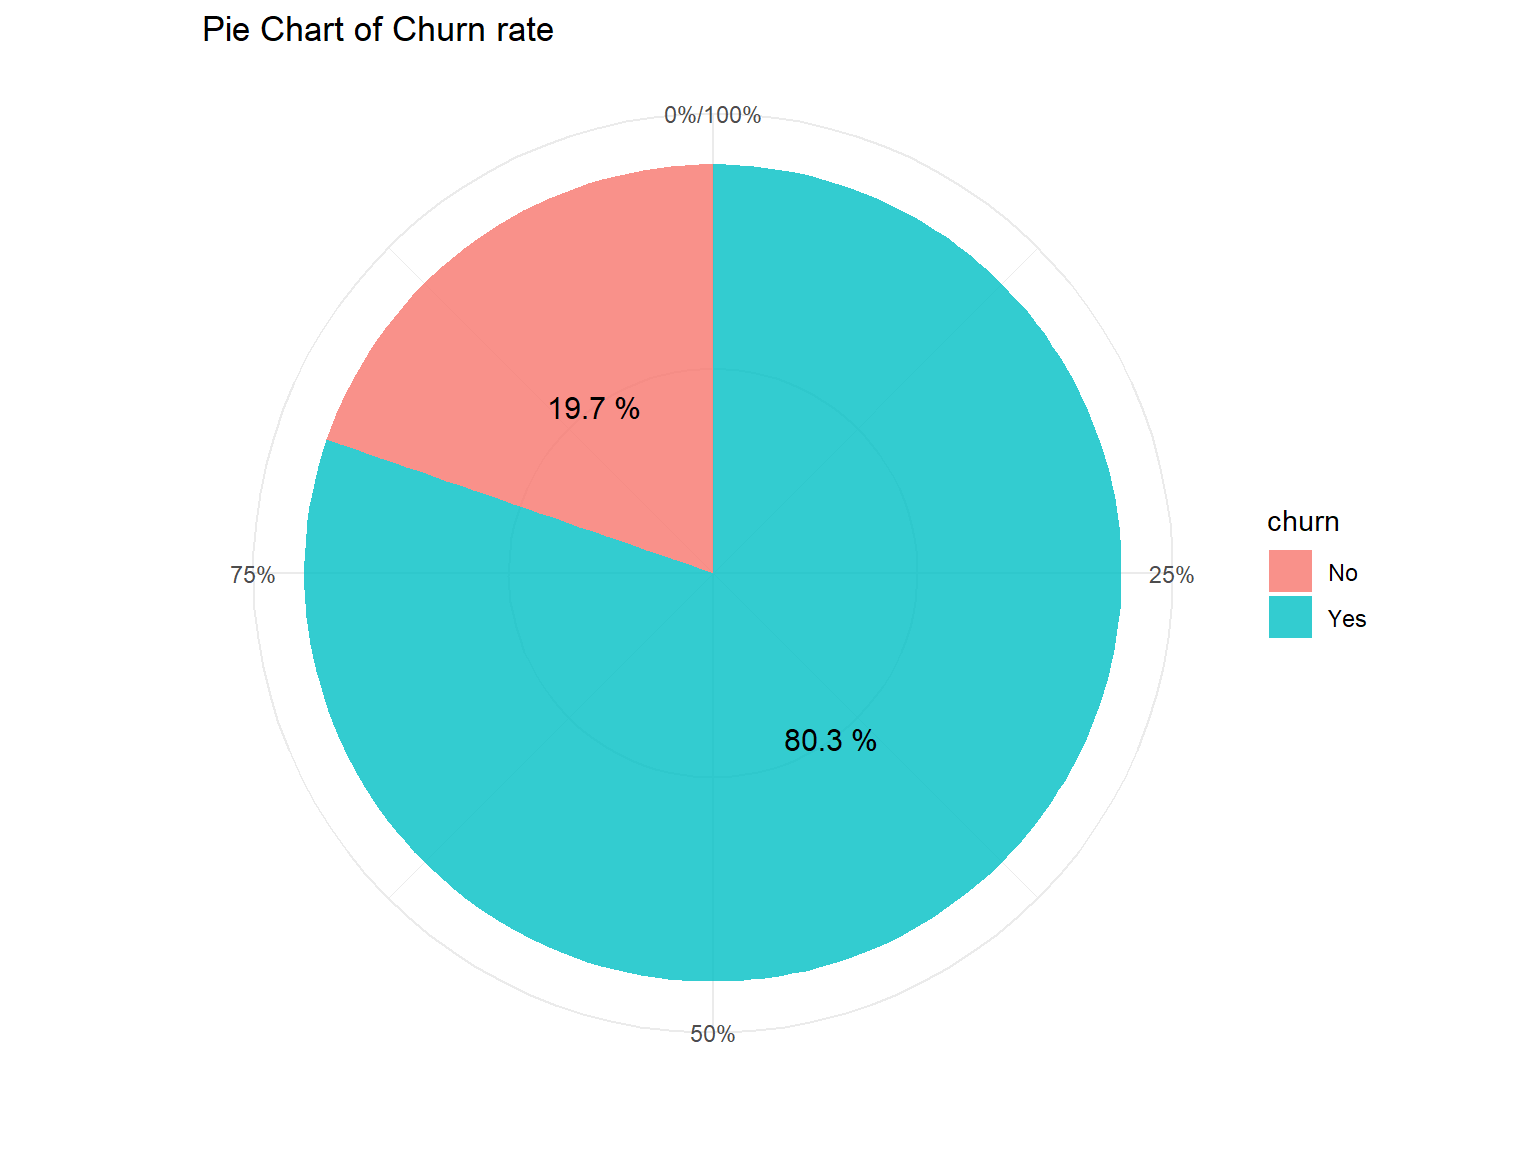 Pie Chart of Churn rate
0%/100%
19.7 %
75%
25%
80.3 %
50%
churn
No
Yes